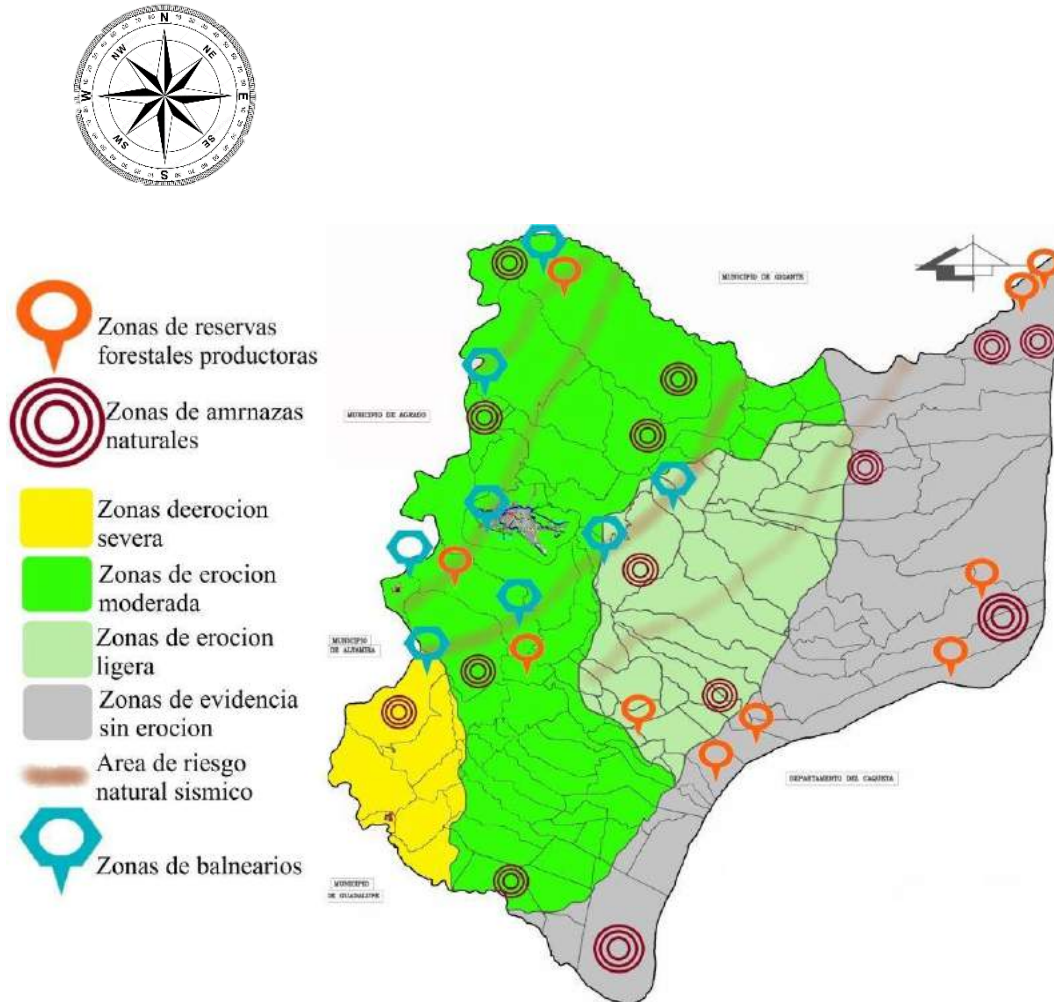 N
NE
E
SE
S
SW
W
NW
Zonas de reservas
forestales productoras
Zonas de amrnazas
naturales
Zonas deerocion
severa
Zonas de erocion
moderada
Zonas de erocion
ligera
Zonas de evidencia
sin erocion
Area de riesgo
natural sismico
Zonas de balnearios
MUNICIPIO DE GIGANTE
MUNICIPIO DE AGRADO
MUNICIPIO
DE ALTAMIRA
DEPARTAMENTO DEL CAQUETA
MUNICIPIO
DE GUADALUPE